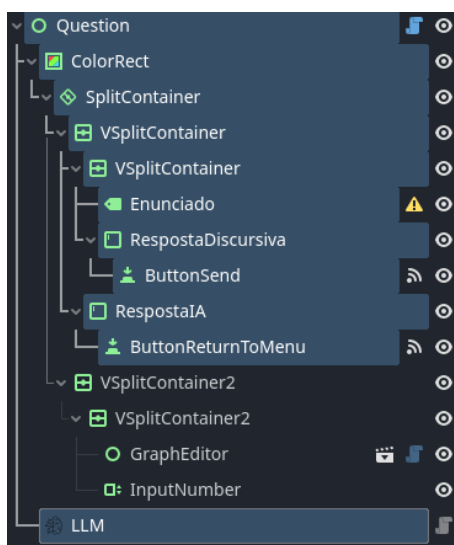 Question
ColorRect
SplitContainer
VSplitContainer
VSplitContainer
Enunciado
RespostaDiscursiva
ButtonSend
RespostaIA
ButtonReturnToMenu
VSplitContainer2
VSplitContainer2
GraphEditor
InputNumber
LLM